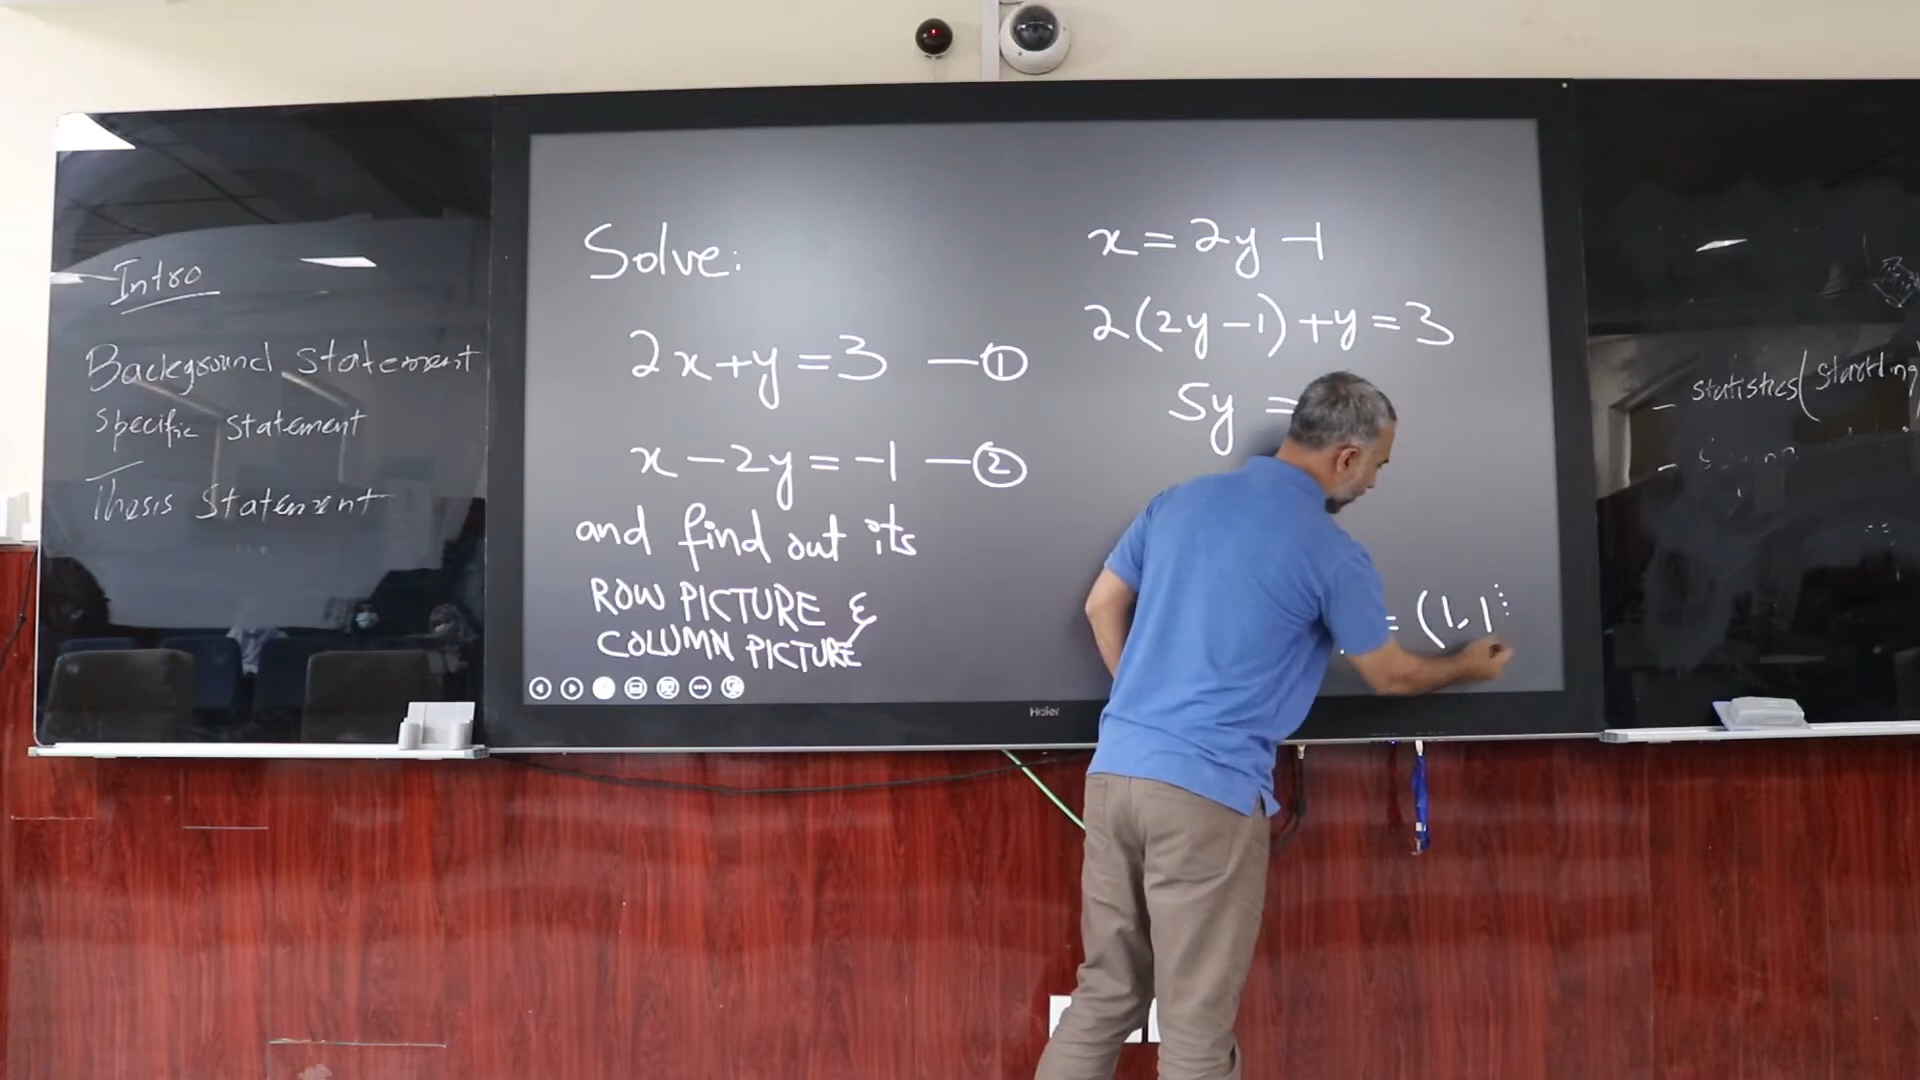 Intro
Background statement
Specific statement
Thesis Statement
Solve:
2x+y=3 —①
x-2y=-1 —②
and find out its
ROW PICTURE &
COLUMN PICTURE
x=2y-1
2(2y-1)+y=3
5y =
= (1,1
Haier
- statistics(startling
-